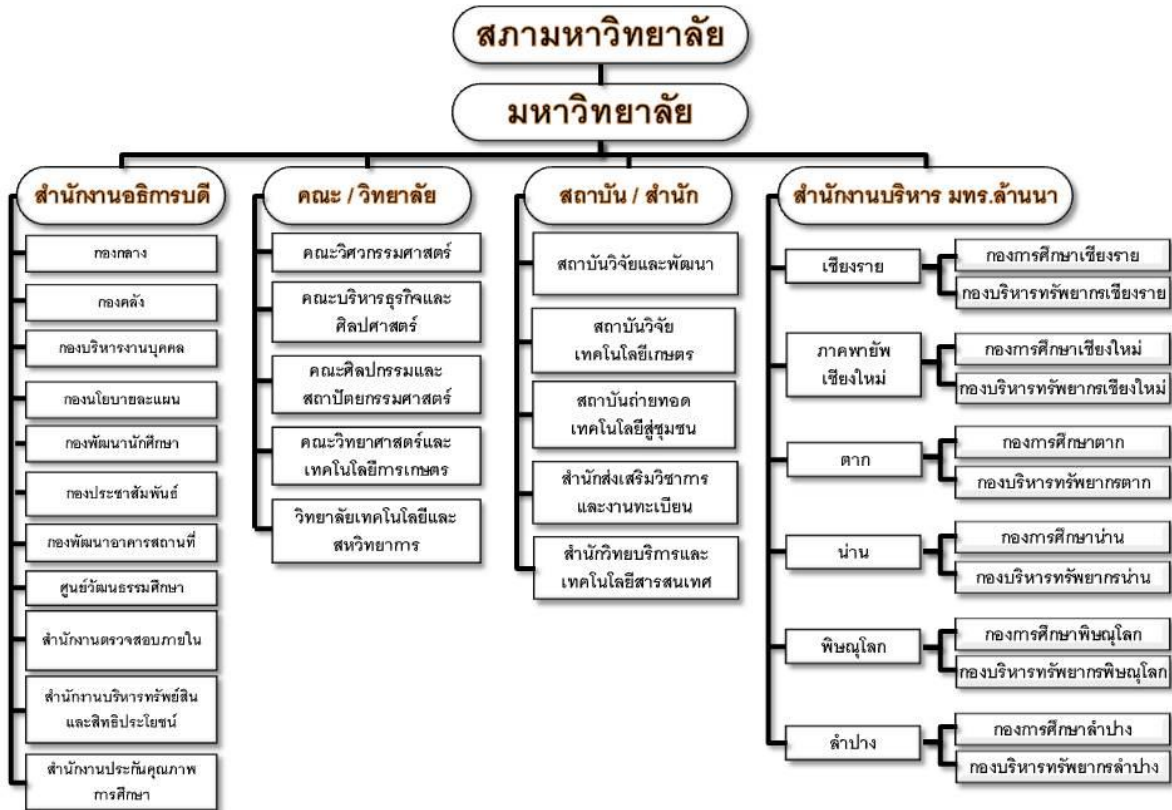 สภามหาวิทยาลัย
มหาวิทยาลัย
สำนักงานอธิการบดี
กองกลาง
กองคลัง
กองบริหารงานบุคคล
กองนโยบายละแผน
กองพัฒนานักศึกษา
กองประชาสัมพันธ์
กองพัฒนาอาคารสถานที่
ศูนย์วัฒนธรรมศึกษา
สำนักงานตรวจสอบภายใน
สำนักงานบริหารทรัพย์สิน
และสิทธิประโยชน์
สำนักงานประกันคุณภาพ
การศึกษา
คณะ / วิทยาลัย
คณะวิศวกรรมศาสตร์
คณะบริหารธุรกิจและ
ศิลปศาสตร์
คณะศิลปกรรมและ
สถาปัตยกรรมศาสตร์
คณะวิทยาศาสตร์และ
เทคโนโลยีการเกษตร
วิทยาลัยเทคโนโลยีและ
สหวิทยาการ
สถาบัน / สำนัก
สถาบันวิจัยและพัฒนา
สถาบันวิจัย
เทคโนโลยีเกษตร
สถาบันถ่ายทอด
เทคโนโลยีสู่ชุมชน
สำนักส่งเสริมวิชาการ
และงานทะเบียน
สำนักวิทยบริการและ
เทคโนโลยีสารสนเทศ
สำนักงานบริหาร มทร.ล้านนา
เชียงราย
กองการศึกษาเชียงราย
กองบริหารทรัพยากรเชียงราย
ภาคพายัพ
เชียงใหม่
กองการศึกษาเชียงใหม่
กองบริหารทรัพยากรเชียงใหม่
ตาก
กองการศึกษาตาก
กองบริหารทรัพยากรตาก
น่าน
กองการศึกษาน่าน
กองบริหารทรัพยากรน่าน
พิษณุโลก
กองการศึกษาพิษณุโลก
กองบริหารทรัพยากรพิษณุโลก
ลำปาง
กองการศึกษาลำปาง
กองบริหารทรัพยากรลำปาง